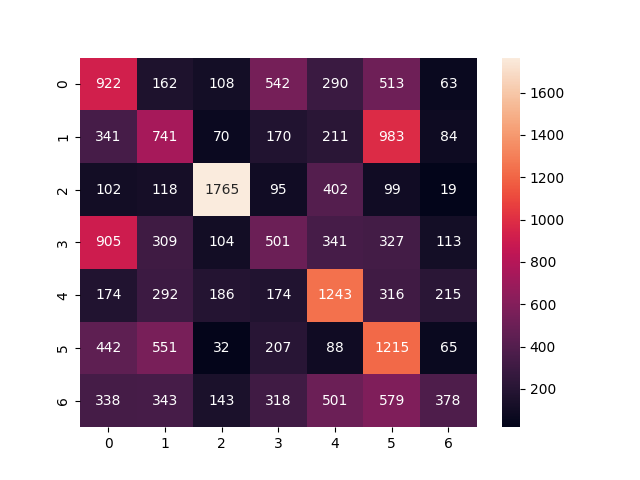 0 922 162 108 542 290 513 63
1 341 741 70 170 211 983 84
2 102 118 1765 95 402 99 19
3 905 309 104 501 341 327 113
4 174 292 186 174 1243 316 215
5 442 551 32 207 88 1215 65
6 338 343 143 318 501 579 378
0 1 2 3 4 5 6
1600
1400
1200
1000
800
600
400
200